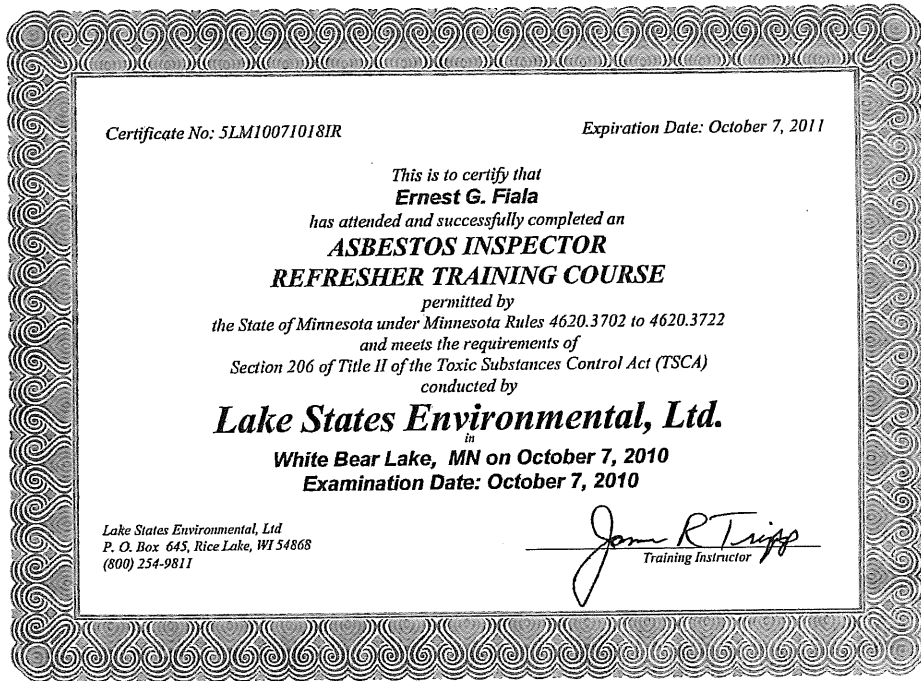 Certificate No: 5LM10071018IR
Expiration Date: October 7, 2011
This is to certify that
Ernest G. Fiala
has attended and successfully completed an
ASBESTOS INSPECTOR
REFRESHER TRAINING COURSE
permitted by
the State of Minnesota under Minnesota Rules 4620.3702 to 4620.3722
and meets the requirements of
Section 206 of Title II of the Toxic Substances Control Act (TSCA)
conducted by
Lake States Environmental, Ltd.
in
White Bear Lake, MN on October 7, 2010
Examination Date: October 7, 2010
Lake States Environmental, Ltd
P. O. Box 645, Rice Lake, WI 54868
(800) 254-9811
R Tripp
Training Instructor